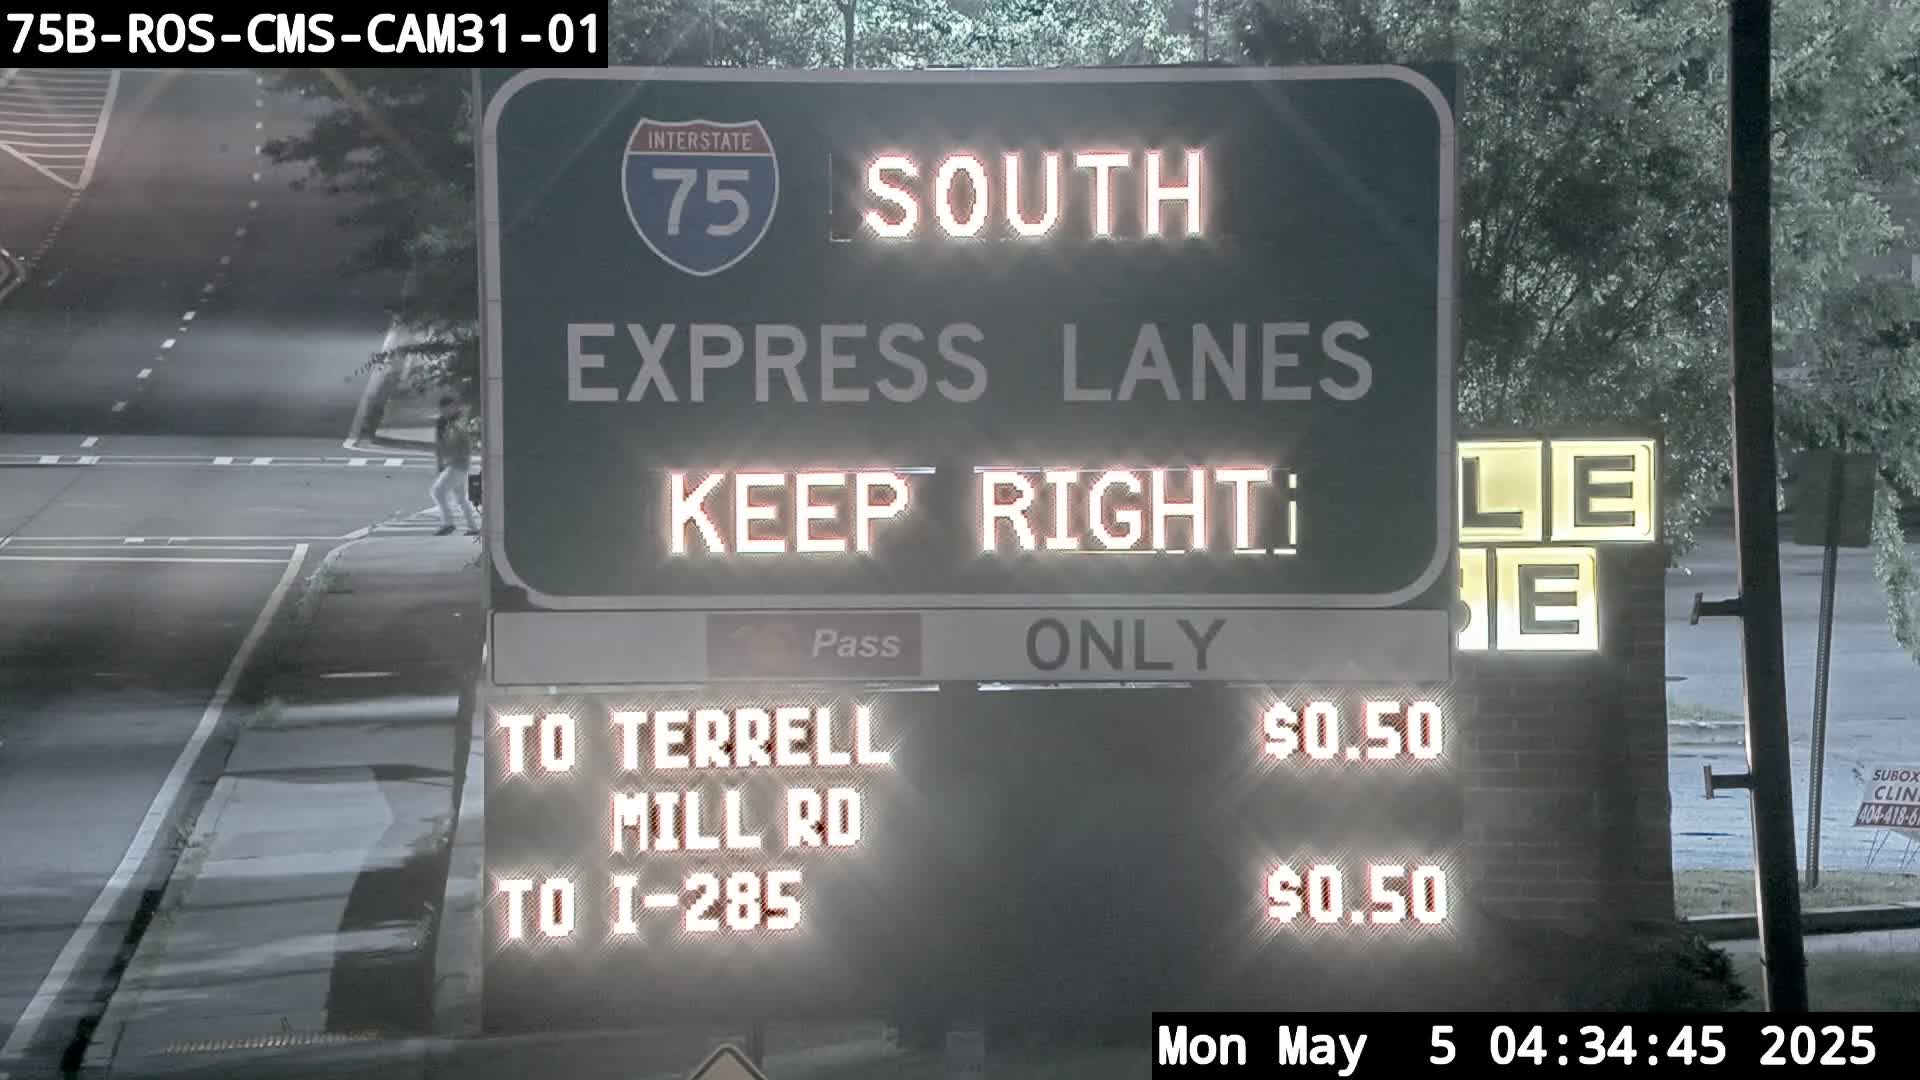 75B-ROS-CMS-CAM31-01
INTERSTATE
75
SOUTH
EXPRESS LANES
KEEP RIGHT
Pass ONLY
TO TERRELL $0.50
MILL RD
TO I-285 $0.50
LE
E
SUBOX
CLIN
404-418-6
Mon May 5 04:34:45 2025